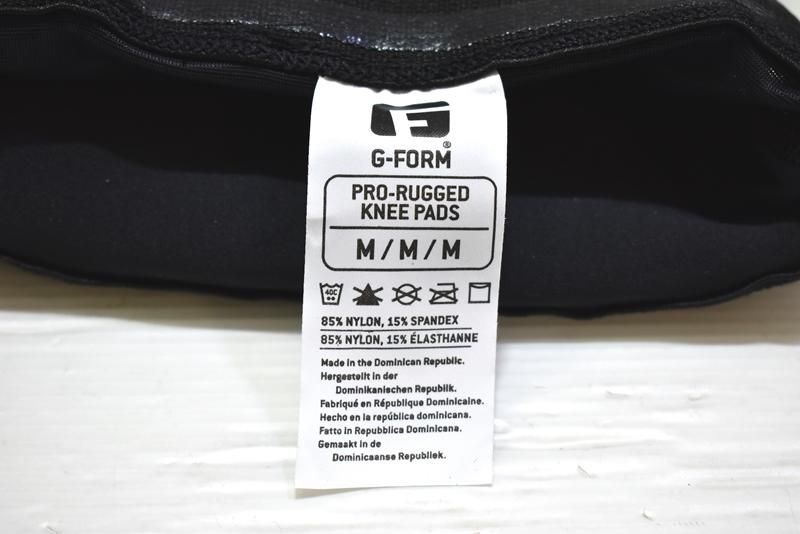 F
®
G-FORM
PRO-RUGGED
KNEE PADS
M/M/M
40C
85% NYLON, 15% SPANDEX
85% NYLON, 15% ÉLASTHANNE
Made in the Dominican Republic.
Hergestellt in der
Dominikanischen Republik.
Fabriqué en République Dominicaine.
Hecho en la república dominicana.
Fatto in Repubblica Dominicana.
Gemaakt in de
Dominicaanse Republiek.